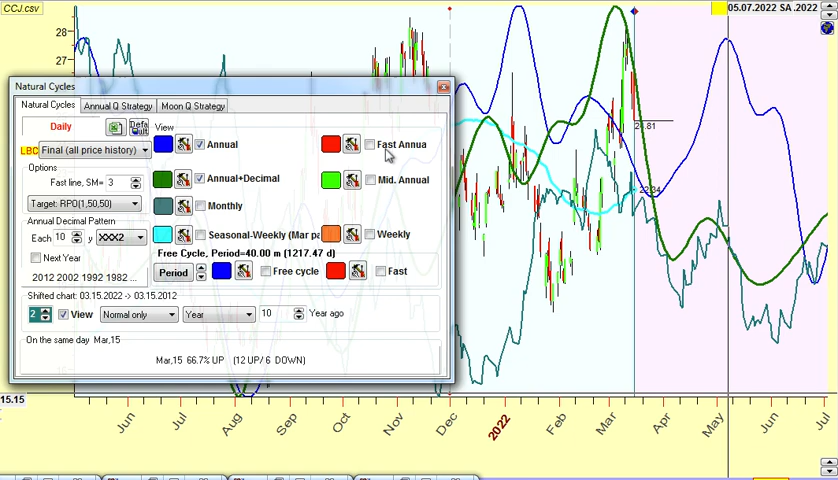 CCJ.csv
05.07.2022 SA .2022
28
27
26
Natural Cycles
Natural Cycles Annual Q Strategy Moon Q Strategy
Daily
Defa ult
View
Annual
Fast Annua
LBC Final (all price history)
Options
Annual+Decimal
Mid. Annual
Fast line, SM= 3
Target: RPO(1,50,50)
Monthly
Annual Decimal Pattern
Seasonal-Weekly (Mar pa
Weekly
Each 10 y XXX2
Free Cycle, Period=40.00 m (1217.47 d)
Next Year
Period
Free cycle
Fast
2012 2002 1992 1982 ...
Shifted chart: 03.15.2022 -> 03.15.2012
2 View Normal only Year 10 Year ago
On the same day Mar,15
Mar,15 66.7% UP (12 UP/ 6 DOWN)
15.15
Jun Jul Aug Sep Oct Nov Dec 2022 Feb Mar Apr May Jun Jul